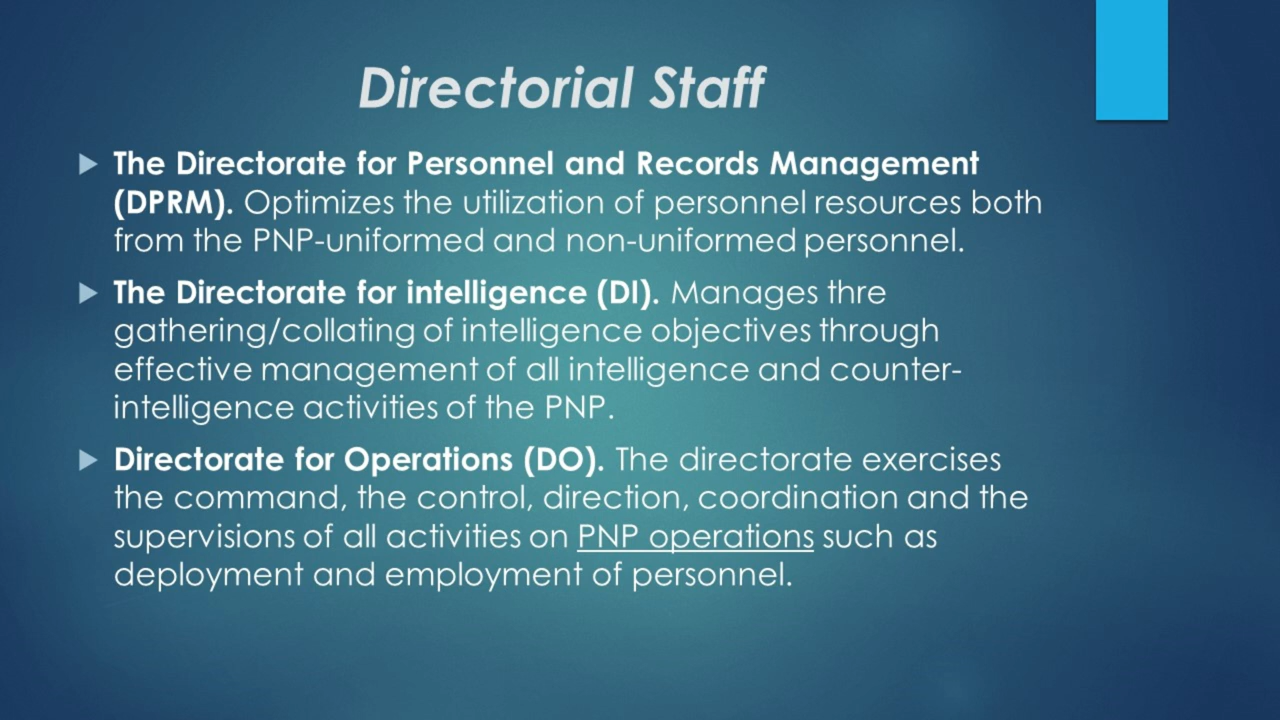 Directorial Staff
The Directorate for Personnel and Records Management
(DPRM). Optimizes the utilization of personnel resources both
from the PNP-uniformed and non-uniformed personnel.
The Directorate for intelligence (DI). Manages thre
gathering/collating of intelligence objectives through
effective management of all intelligence and counter-
intelligence activities of the PNP.
Directorate for Operations (DO). The directorate exercises
the command, the control, direction, coordination and the
supervisions of all activities on PNP operations such as
deployment and employment of personnel.